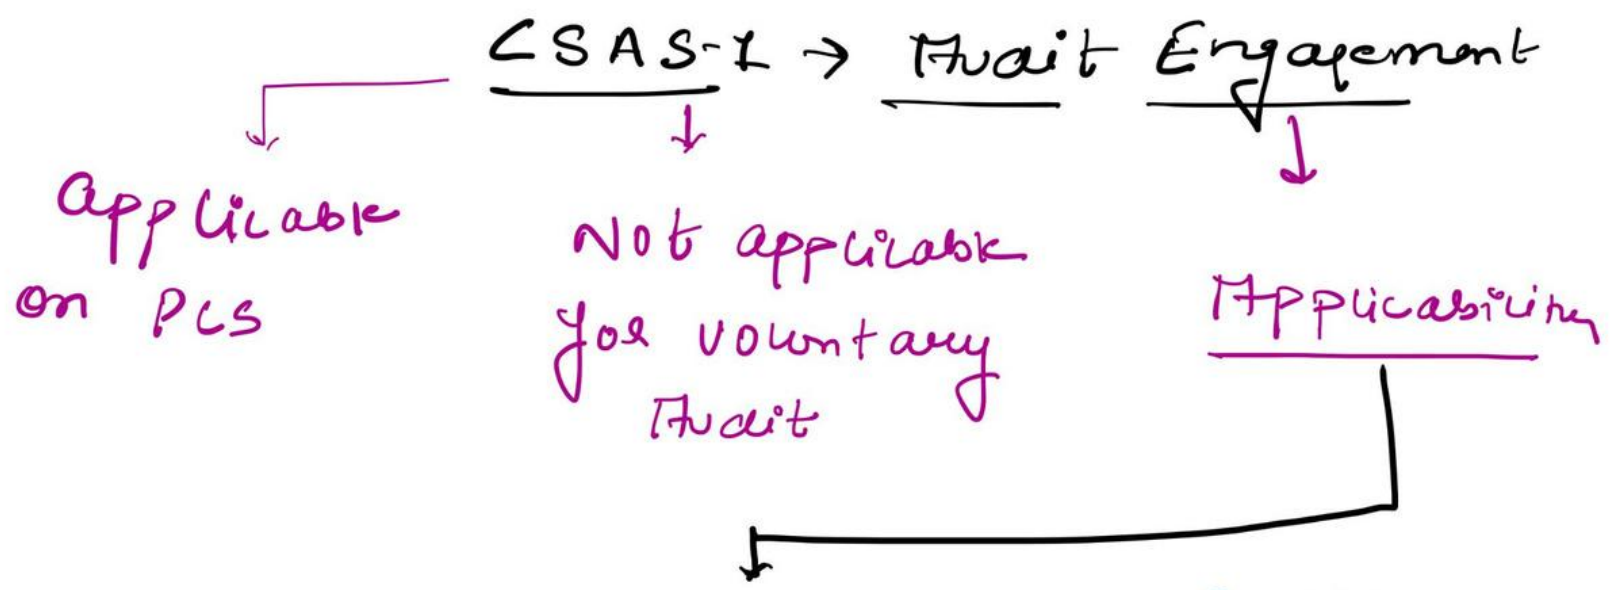 CSAS-1 → Audit Engagement
Applicable
on PCS
Not applicable
for voluntary
Audit
Applicability